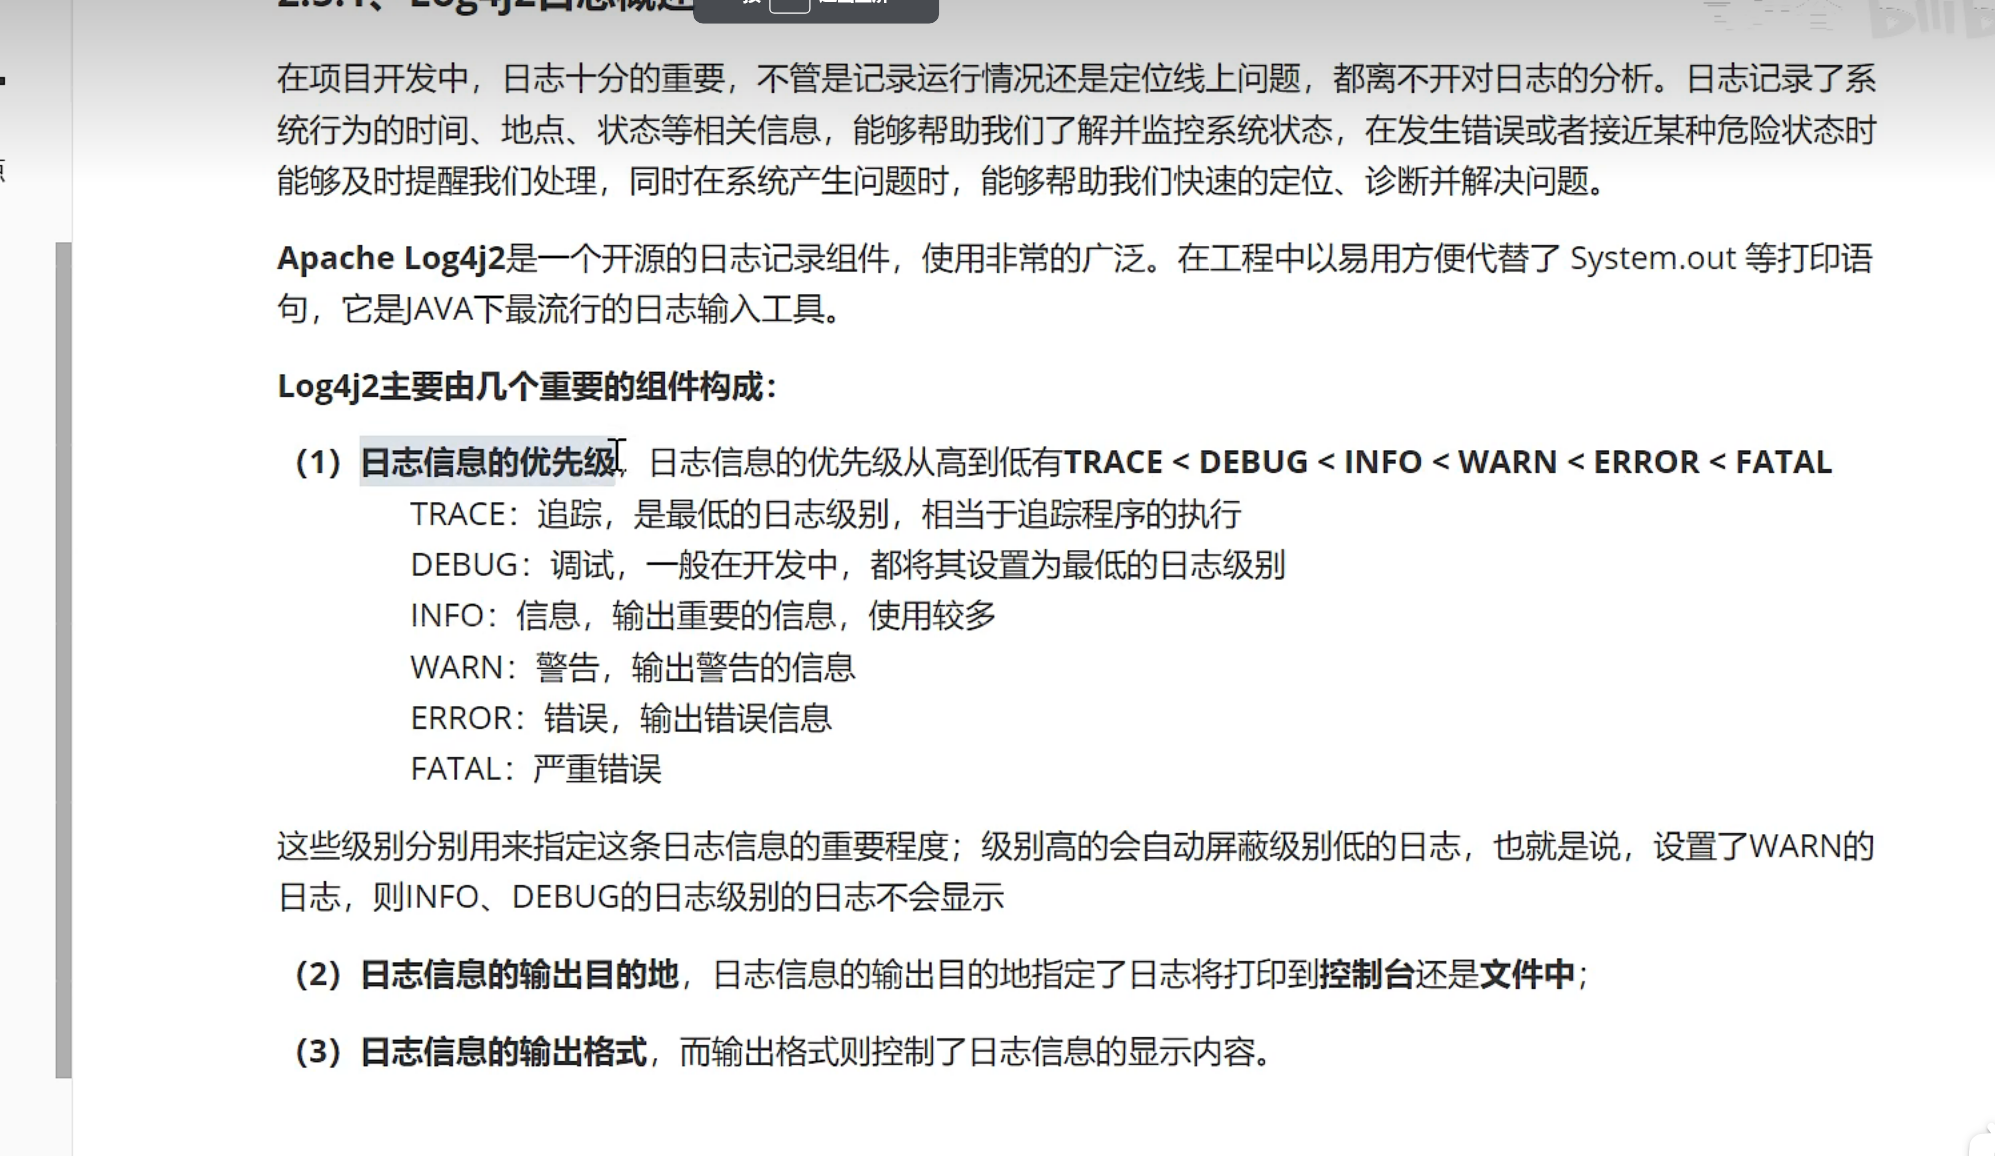 在项目开发中，日志十分的重要，不管是记录运行情况还是定位线上问题，都离不开对日志的分析。日志记录了系
统行为的时间、地点、状态等相关信息，能够帮助我们了解并监控系统状态，在发生错误或者接近某种危险状态时
能够及时提醒我们处理，同时在系统产生问题时，能够帮助我们快速的定位、诊断并解决问题。
Apache Log4j2是一个开源的日志记录组件，使用非常的广泛。在工程中以易用方便代替了 System.out 等打印语
句，它是JAVA下最流行的日志输入工具。
Log4j2主要由几个重要的组件构成：
（1）日志信息的优先级，日志信息的优先级从高到低有TRACE < DEBUG < INFO < WARN < ERROR < FATAL
TRACE：追踪，是最低的日志级别，相当于追踪程序的执行
DEBUG：调试，一般在开发中，都将其设置为最低的日志级别
INFO：信息，输出重要的信息，使用较多
WARN：警告，输出警告的信息
ERROR：错误，输出错误信息
FATAL：严重错误
这些级别分别用来指定这条日志信息的重要程度；级别高的会自动屏蔽级别低的日志，也就是说，设置了WARN的
日志，则INFO、DEBUG的日志级别的日志不会显示
（2）日志信息的输出目的地，日志信息的输出目的地指定了日志将打印到控制台还是文件中；
（3）日志信息的输出格式，而输出格式则控制了日志信息的显示内容。